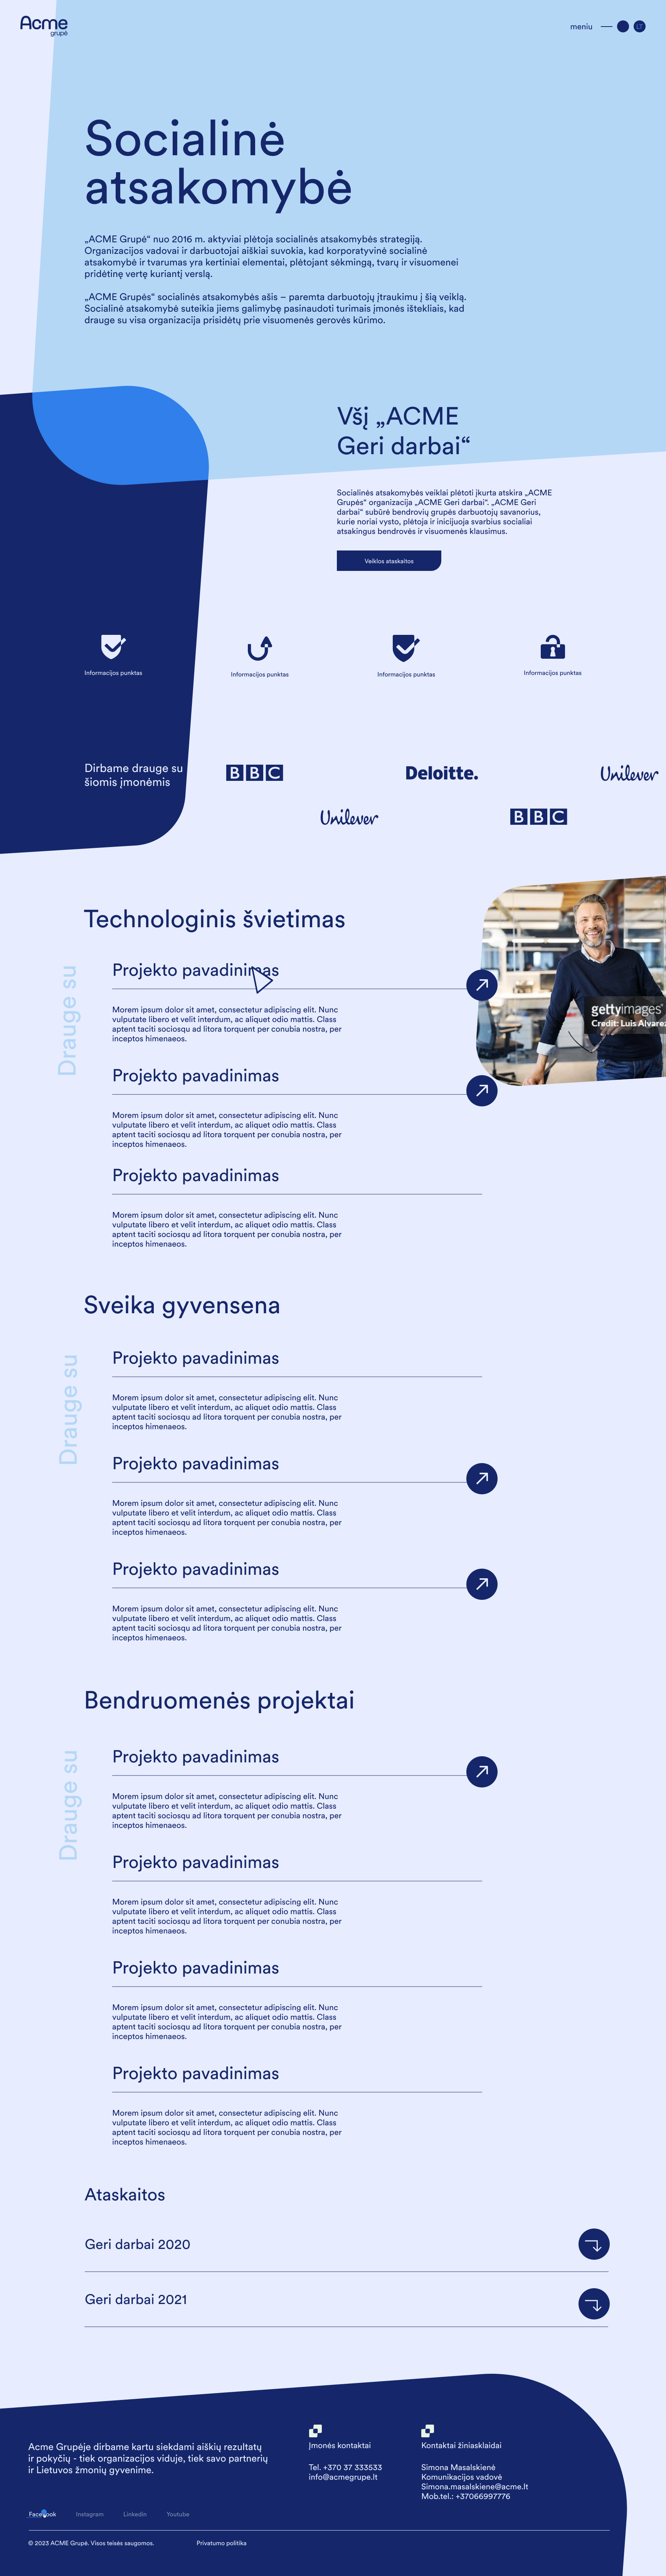 Acme
grupė
meniu
Socialinė
atsakomybė
„ACME Grupė“ nuo 2016 m. aktyviai plėtoja socialinės atsakomybės strategiją.
Organizacijos vadovai ir darbuotojai aiškiai suvokia, kad korporatyvinė socialinė
atsakomybė ir tvarumas yra kertiniai elementai, plėtojant sėkmingą, tvarų ir visuomenei
pridėtinę vertę kuriantį verslą.
„ACME Grupės“ socialinės atsakomybės ašis – paremta darbuotojų įtraukimu į šią veiklą.
Socialinė atsakomybė suteikia jiems galimybę pasinaudoti turimais įmonės ištekliais, kad
drauge su visa organizacija prisidėtų prie visuomenės gerovės kūrimo.
Všį „ACME
Geri darbai“
Socialinės atsakomybės veiklai plėtoti įkurta atskira „ACME
Grupės“ organizacija „ACME Geri darbai“. „ACME Geri
darbai“ subūrė bendrovių grupės darbuotojų savanorius,
kurie noriai vysto, plėtoja ir inicijuoja svarbius socialiai
atsakingus bendrovės ir visuomenės klausimus.
Veiklos ataskaitos
Informacijos punktas
Informacijos punktas
Informacijos punktas
Informacijos punktas
Dirbame drauge su
šiomis įmonėmis
BBC
Deloitte.
Unilever
Unilever
BBC
Technologinis švietimas
Drauge su
Projekto pavadinimas
Morem ipsum dolor sit amet, consectetur adipiscing elit. Nunc
vulputate libero et velit interdum, ac aliquet odio mattis. Class
aptent taciti sociosqu ad litora torquent per conubia nostra, per
inceptos himenaeos.
gettyimages®
Credit: Luis Alvarez
Projekto pavadinimas
Morem ipsum dolor sit amet, consectetur adipiscing elit. Nunc
vulputate libero et velit interdum, ac aliquet odio mattis. Class
aptent taciti sociosqu ad litora torquent per conubia nostra, per
inceptos himenaeos.
Projekto pavadinimas
Morem ipsum dolor sit amet, consectetur adipiscing elit. Nunc
vulputate libero et velit interdum, ac aliquet odio mattis. Class
aptent taciti sociosqu ad litora torquent per conubia nostra, per
inceptos himenaeos.
Sveika gyvensena
Drauge su
Projekto pavadinimas
Morem ipsum dolor sit amet, consectetur adipiscing elit. Nunc
vulputate libero et velit interdum, ac aliquet odio mattis. Class
aptent taciti sociosqu ad litora torquent per conubia nostra, per
inceptos himenaeos.
Projekto pavadinimas
Morem ipsum dolor sit amet, consectetur adipiscing elit. Nunc
vulputate libero et velit interdum, ac aliquet odio mattis. Class
aptent taciti sociosqu ad litora torquent per conubia nostra, per
inceptos himenaeos.
Projekto pavadinimas
Morem ipsum dolor sit amet, consectetur adipiscing elit. Nunc
vulputate libero et velit interdum, ac aliquet odio mattis. Class
aptent taciti sociosqu ad litora torquent per conubia nostra, per
inceptos himenaeos.
Bendruomenės projektai
Drauge su
Projekto pavadinimas
Morem ipsum dolor sit amet, consectetur adipiscing elit. Nunc
vulputate libero et velit interdum, ac aliquet odio mattis. Class
aptent taciti sociosqu ad litora torquent per conubia nostra, per
inceptos himenaeos.
Projekto pavadinimas
Morem ipsum dolor sit amet, consectetur adipiscing elit. Nunc
vulputate libero et velit interdum, ac aliquet odio mattis. Class
aptent taciti sociosqu ad litora torquent per conubia nostra, per
inceptos himenaeos.
Projekto pavadinimas
Morem ipsum dolor sit amet, consectetur adipiscing elit. Nunc
vulputate libero et velit interdum, ac aliquet odio mattis. Class
aptent taciti sociosqu ad litora torquent per conubia nostra, per
inceptos himenaeos.
Projekto pavadinimas
Morem ipsum dolor sit amet, consectetur adipiscing elit. Nunc
vulputate libero et velit interdum, ac aliquet odio mattis. Class
aptent taciti sociosqu ad litora torquent per conubia nostra, per
inceptos himenaeos.
Ataskaitos
Geri darbai 2020
Geri darbai 2021
Acme Grupėje dirbame kartu siekdami aiškių rezultatų
ir pokyčių - tiek organizacijos viduje, tiek savo partnerių
ir Lietuvos žmonių gyvenime.
Įmonės kontaktai
Tel. +370 37 333533
info@acmegrupe.lt
Kontaktai žiniasklaidai
Simona Masalskienė
Komunikacijos vadovė
Simona.masalskiene@acme.lt
Mob.tel.: +37066997776
Facebook
Instagram
Linkedin
Youtube
© 2023 ACME Grupė. Visos teisės saugomos.
Privatumo politika